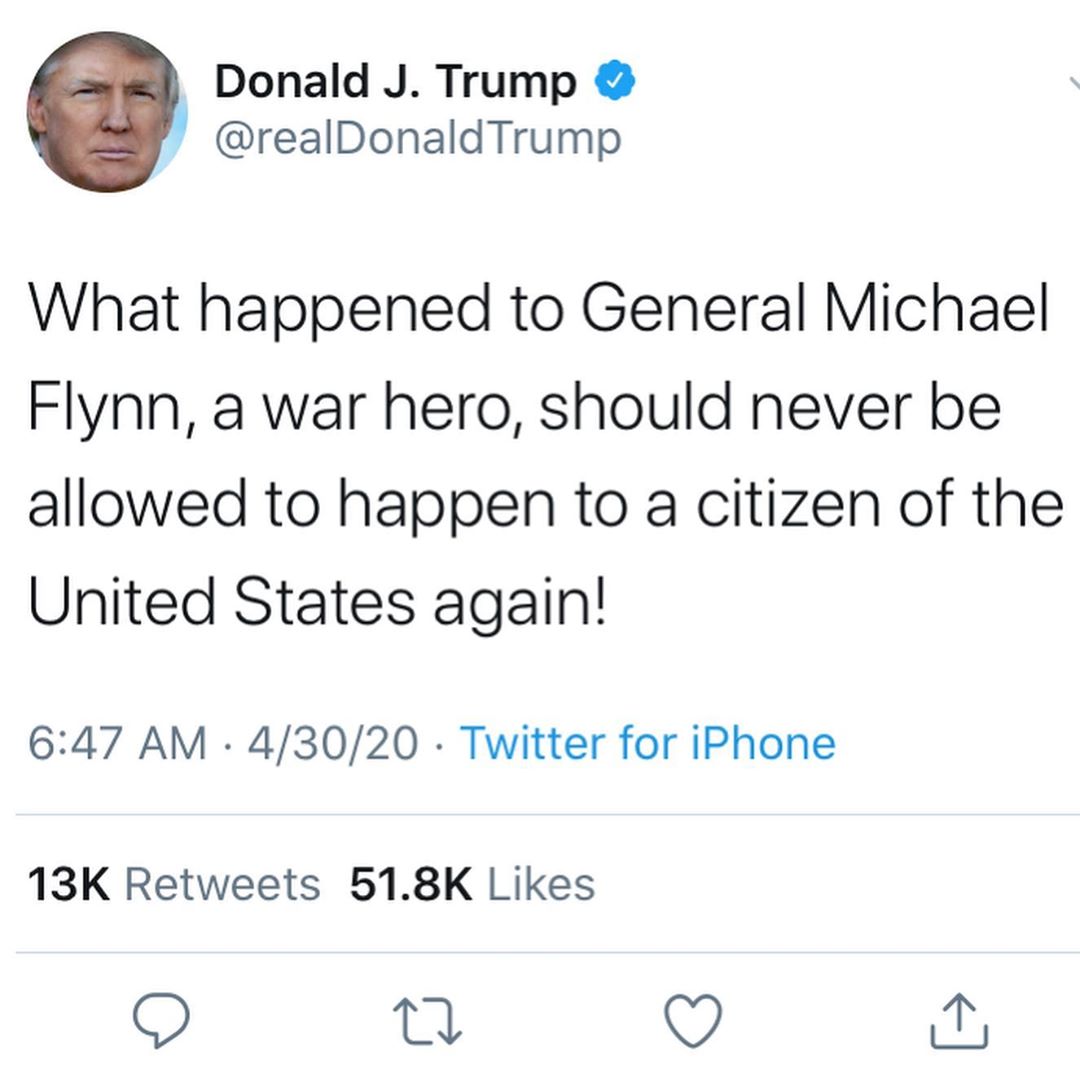 Donald J. Trump
@realDonaldTrump
What happened to General Michael
Flynn, a war hero, should never be
allowed to happen to a citizen of the
United States again!
6:47 AM · 4/30/20 · Twitter for iPhone
13K Retweets 51.8K Likes